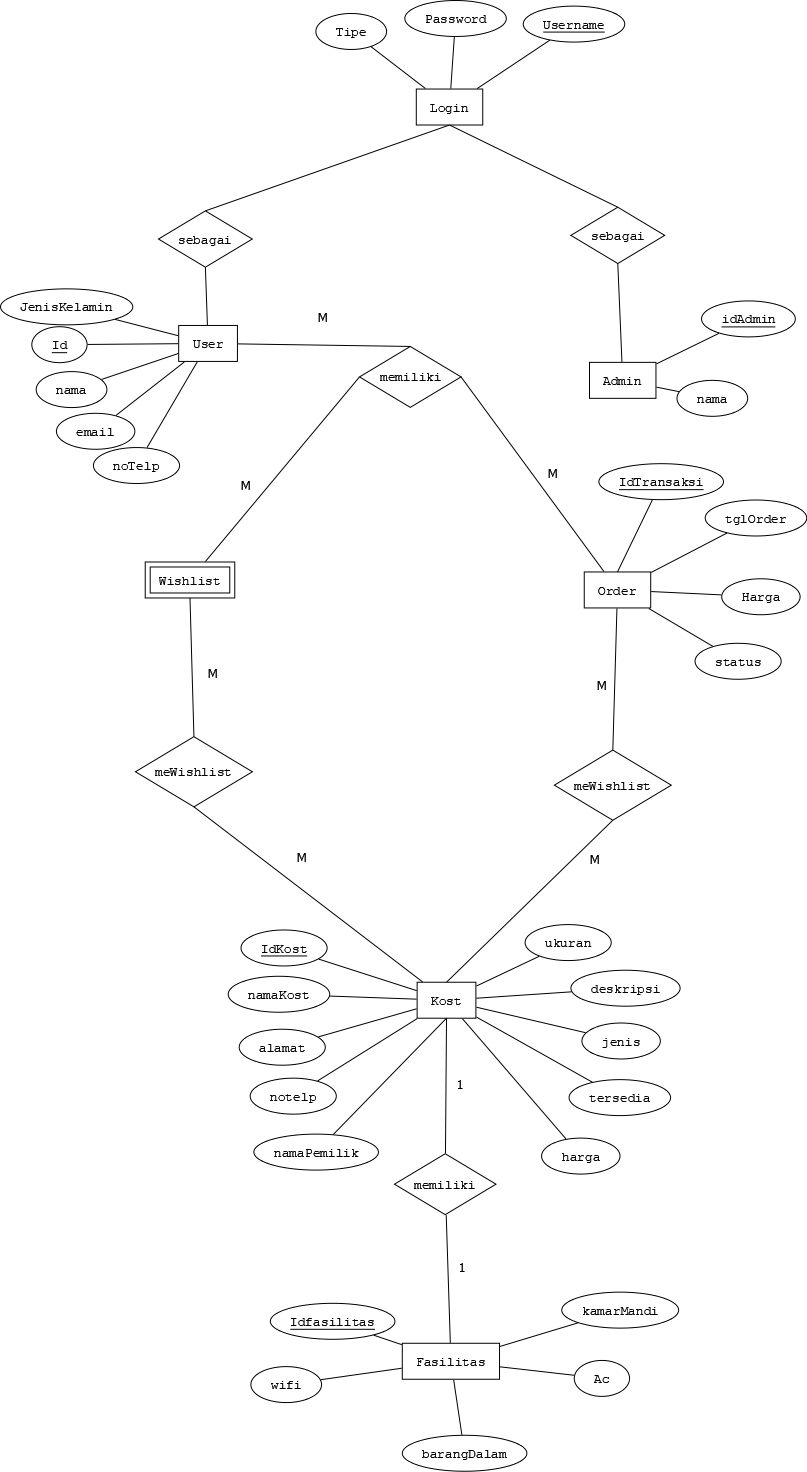 Tipe
Password
Username
Login
sebagai
sebagai
JenisKelamin
Id
nama
email
noTelp
User
M
memiliki
idAdmin
Admin
nama
M
M
IdTransaksi
tglOrder
Order
Harga
status
Wishlist
M
M
meWishlist
meWishlist
M
M
IdKost
namaKost
alamat
notelp
namaPemilik
Kost
ukuran
deskripsi
jenis
tersedia
harga
1
memiliki
1
Idfasilitas
kamarMandi
Fasilitas
wifi
Ac
barangDalam